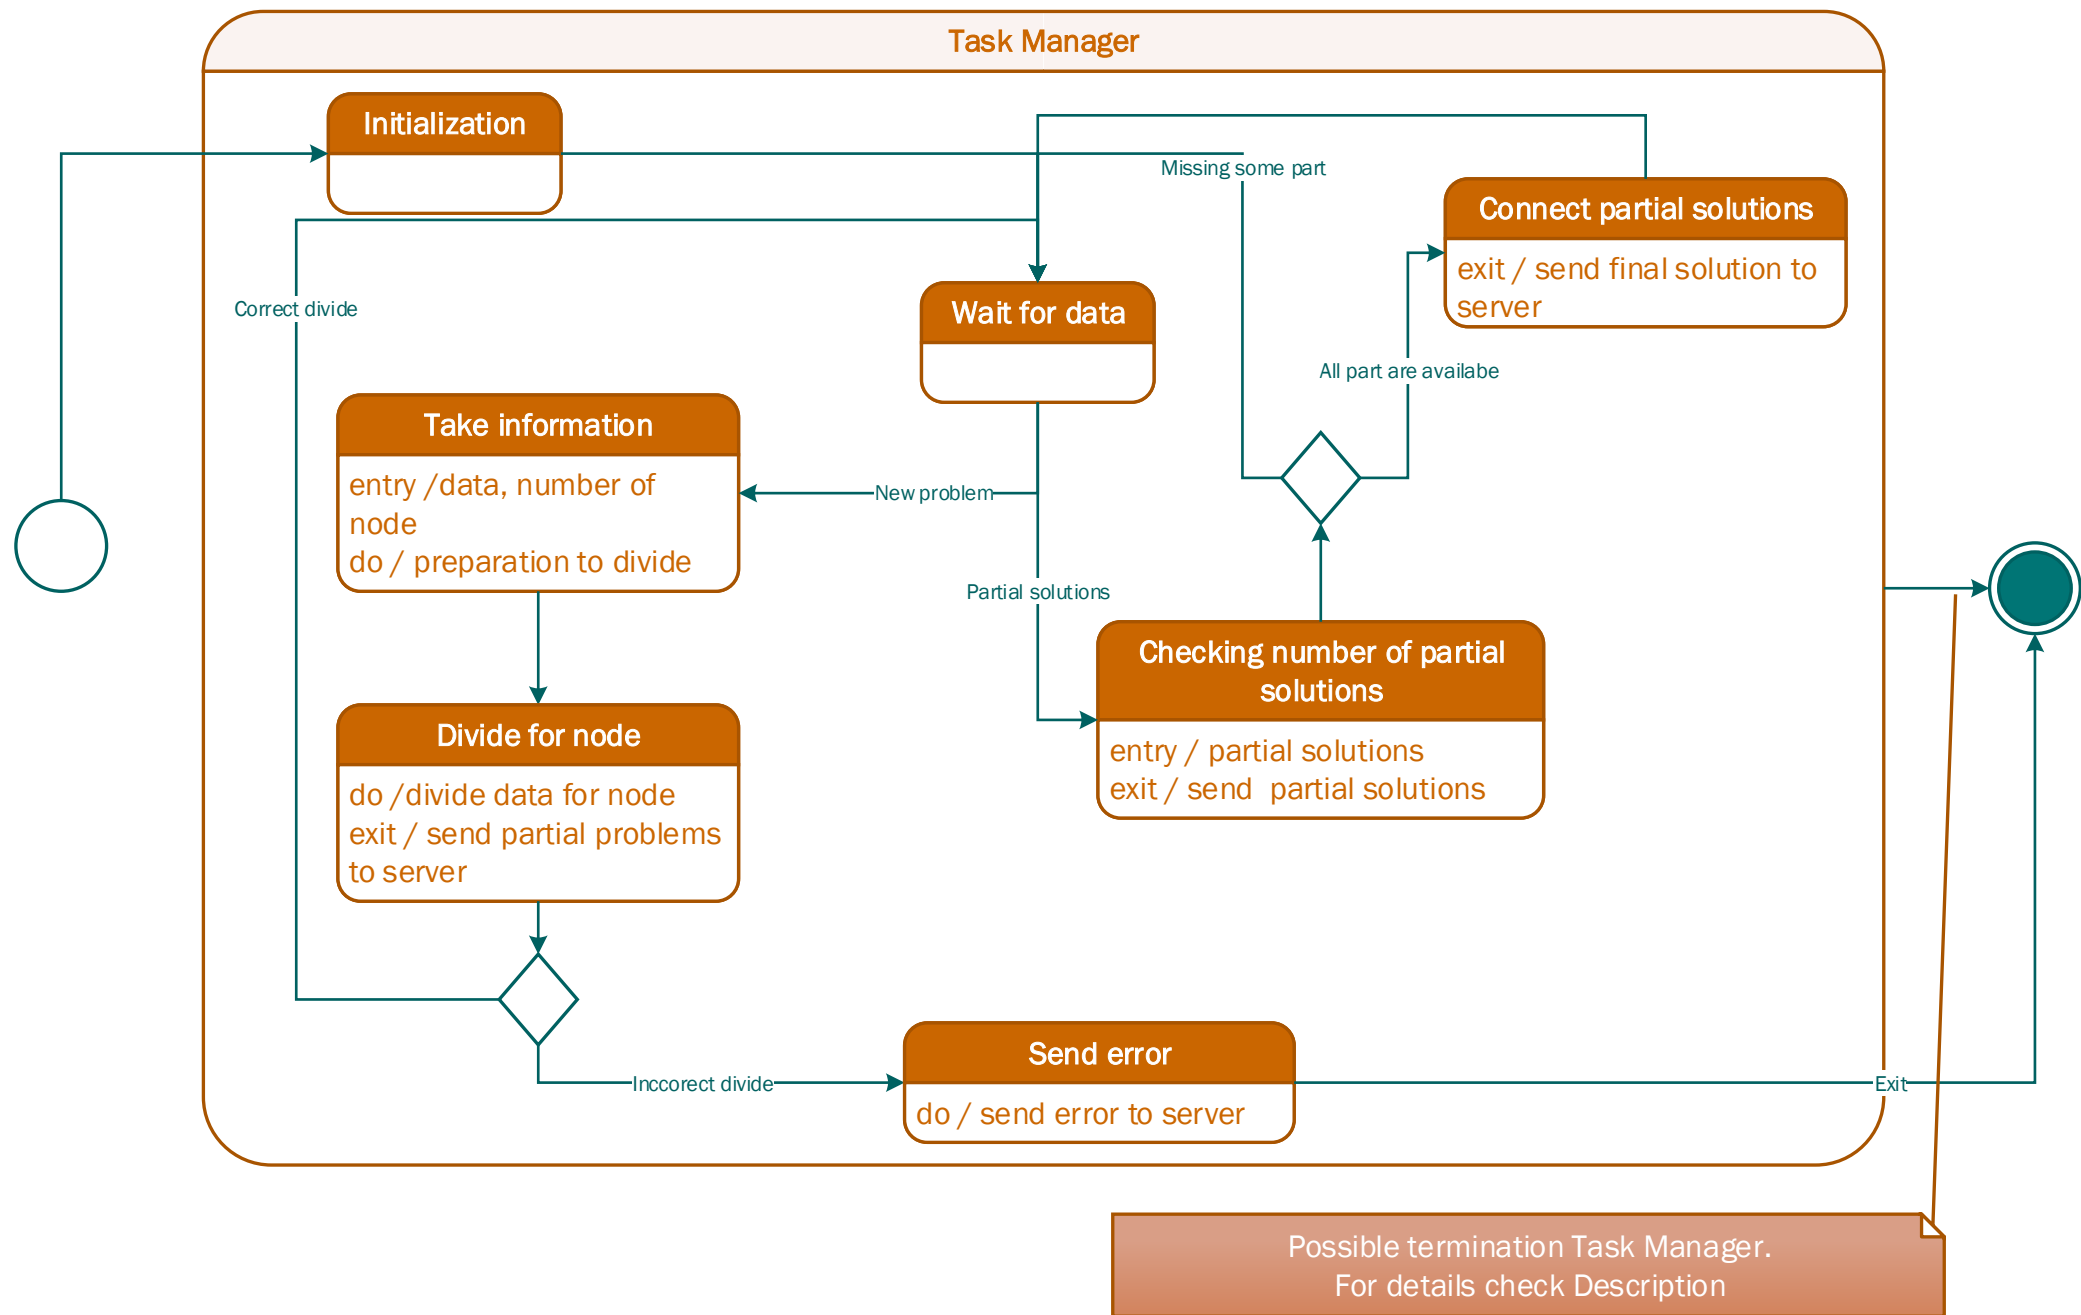 Task Manager
Initialization
Missing some part
Connect partial solutions
exit / send final solution to
server
Correct divide
Wait for data
All part are availabe
Take information
entry /data, number of
node
do / preparation to divide
New problem
Partial solutions
Checking number of partial
solutions
entry / partial solutions
exit / send  partial solutions
Divide for node
do /divide data for node
exit / send partial problems
to server
Send error
do / send error to server
Inccorect divide
Exit
Possible termination Task Manager.
For details check Description